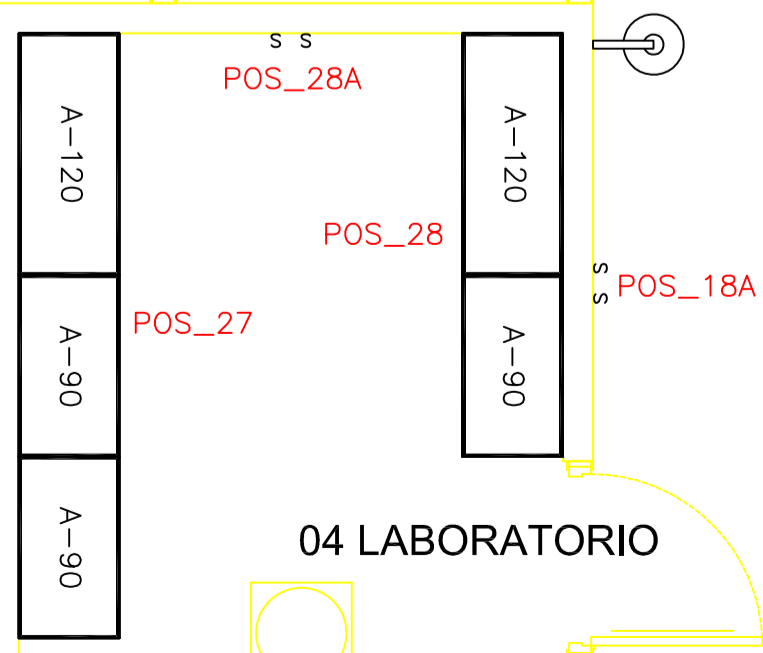 s s
POS_28A
A-120
A-120
POS_28
s
s
POS_18A
POS_27
A-90
A-90
04 LABORATORIO
A-90